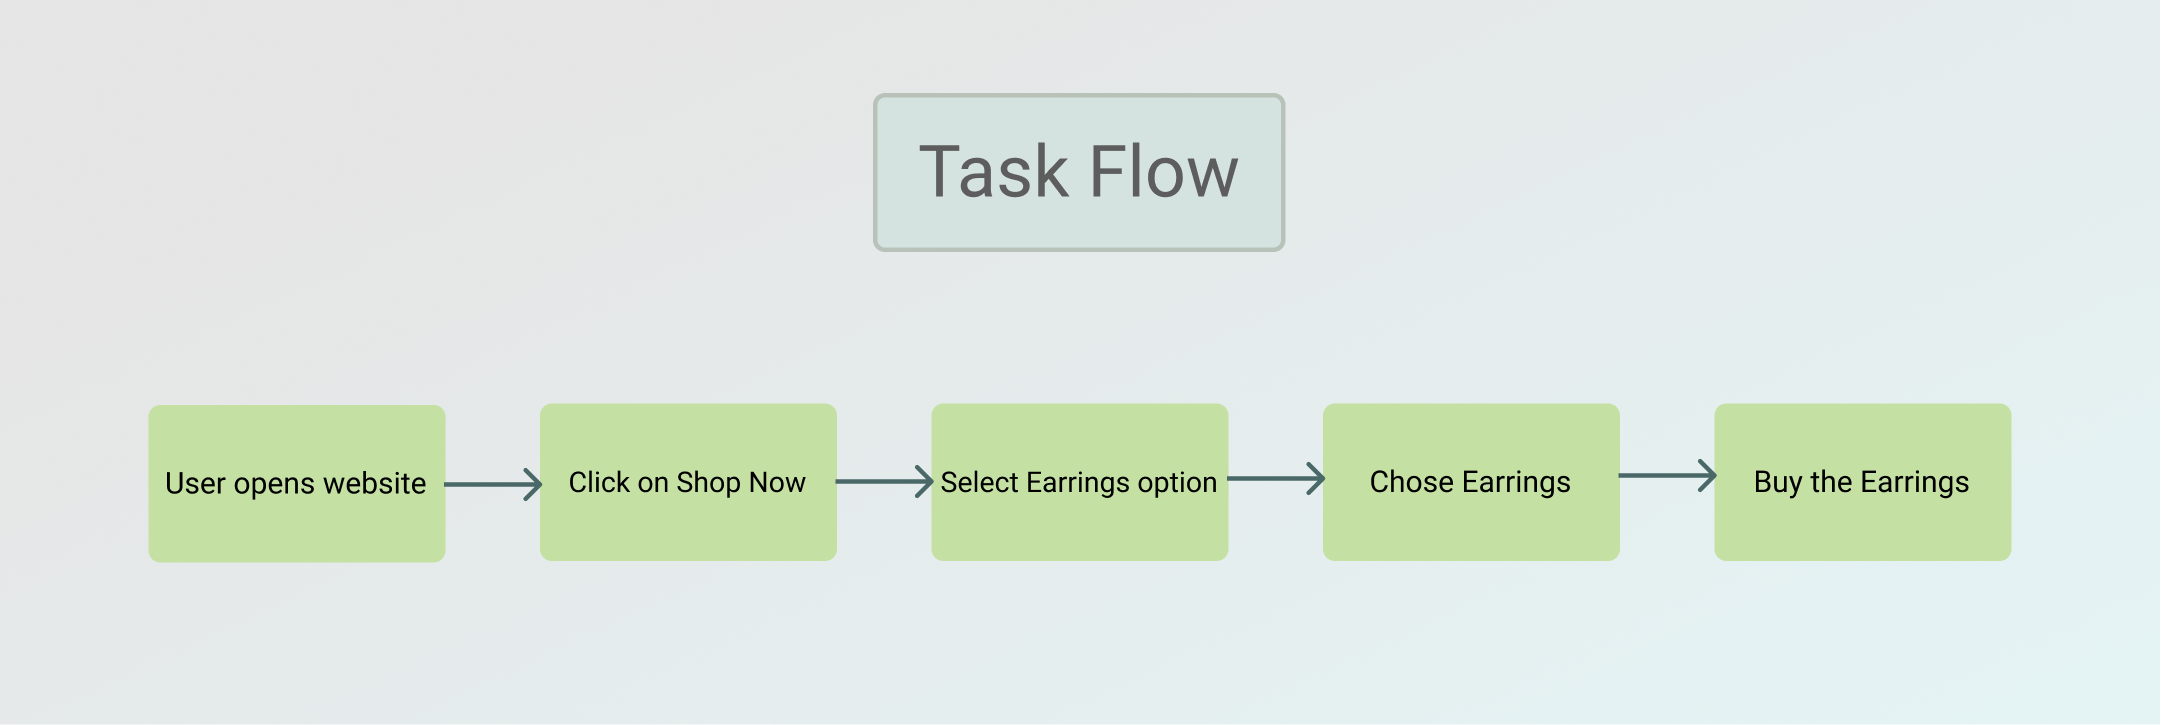 Task Flow
User opens website
Click on Shop Now
Select Earrings option
Chose Earrings
Buy the Earrings